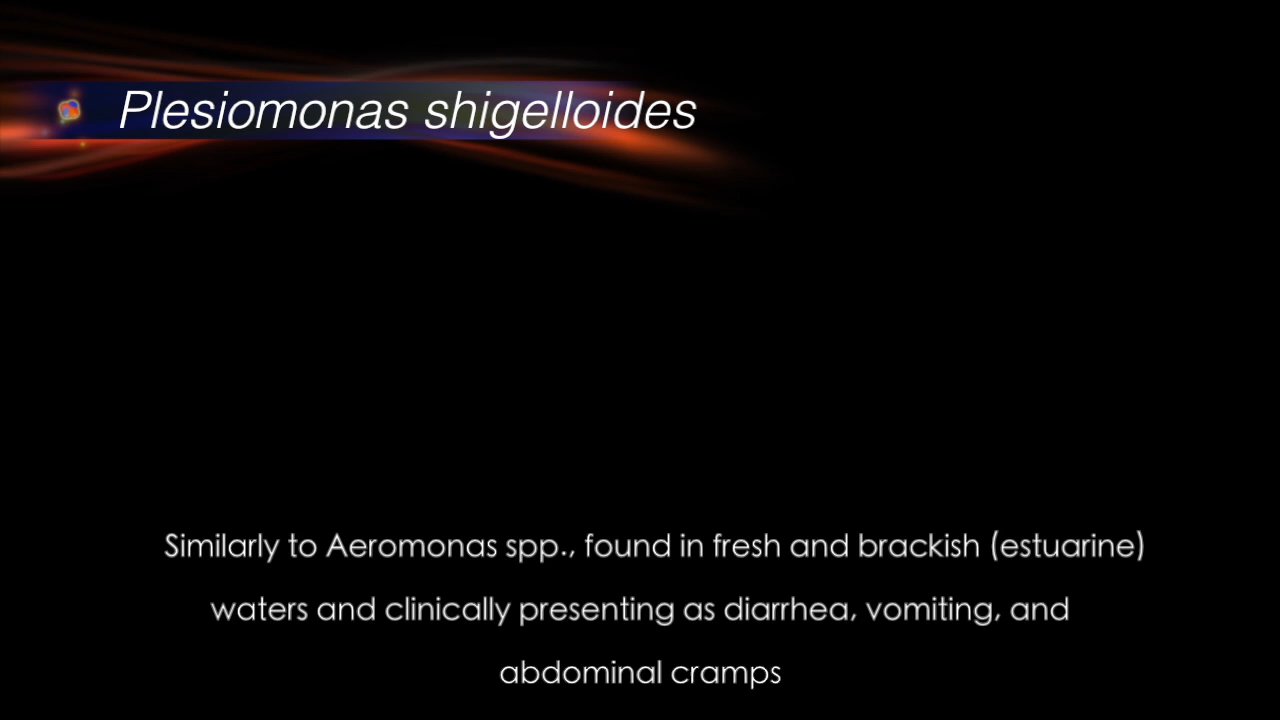 Plesiomonas shigelloides
Similarly to Aeromonas spp., found in fresh and brackish (estuarine)
waters and clinically presenting as diarrhea, vomiting, and
abdominal cramps